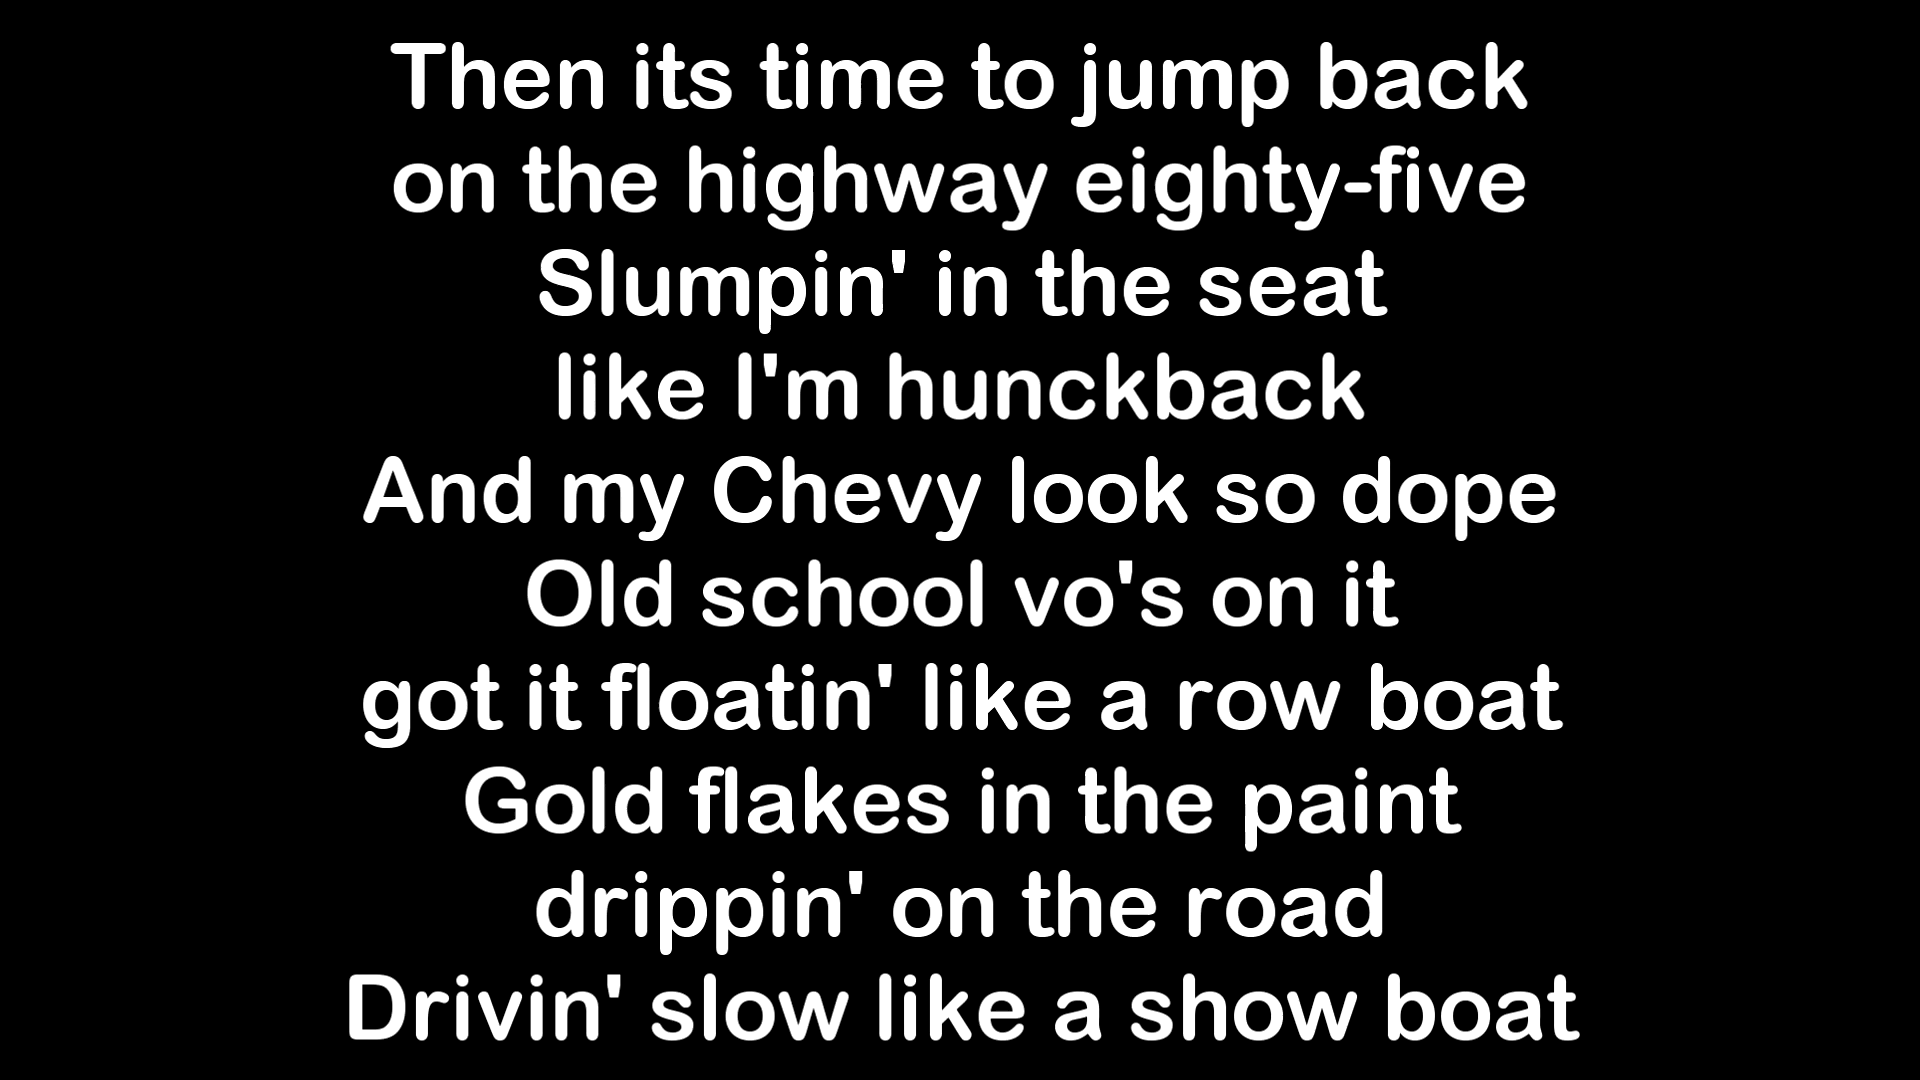 Then its time to jump back
on the highway eighty-five
Slumpin' in the seat
like I'm hunckback
And my Chevy look so dope
Old school vo's on it
got it floatin' like a row boat
Gold flakes in the paint
drippin' on the road
Drivin' slow like a show boat